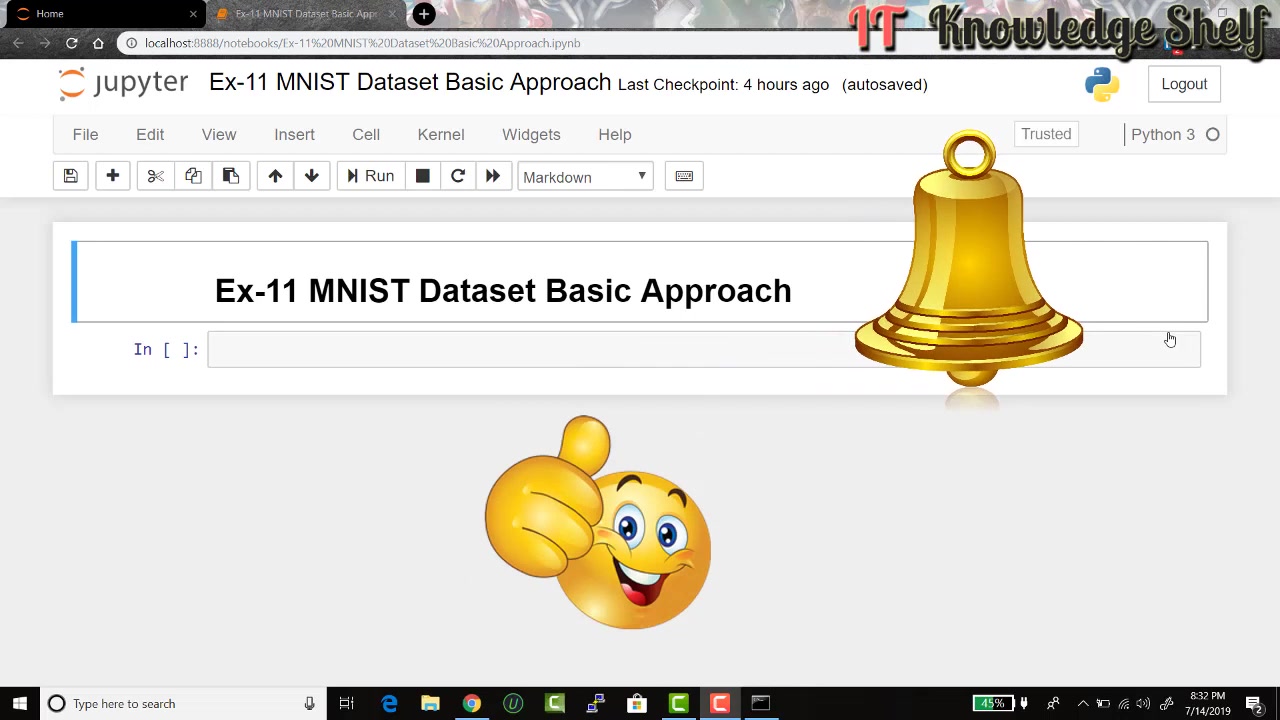 Home
Ex-11 MNIST Dataset Basic Appr
IT Knowledge Shelf
localhost:8888/notebooks/Ex-11%20MNIST%20Dataset%20Basic%20Approach.ipynb
jupyter Ex-11 MNIST Dataset Basic Approach Last Checkpoint: 4 hours ago (autosaved)
Logout
File Edit View Insert Cell Kernel Widgets Help
Trusted Python 3
Run Markdown
Ex-11 MNIST Dataset Basic Approach
In [ ]:
Type here to search
45%
8:32 PM
7/14/2019
2